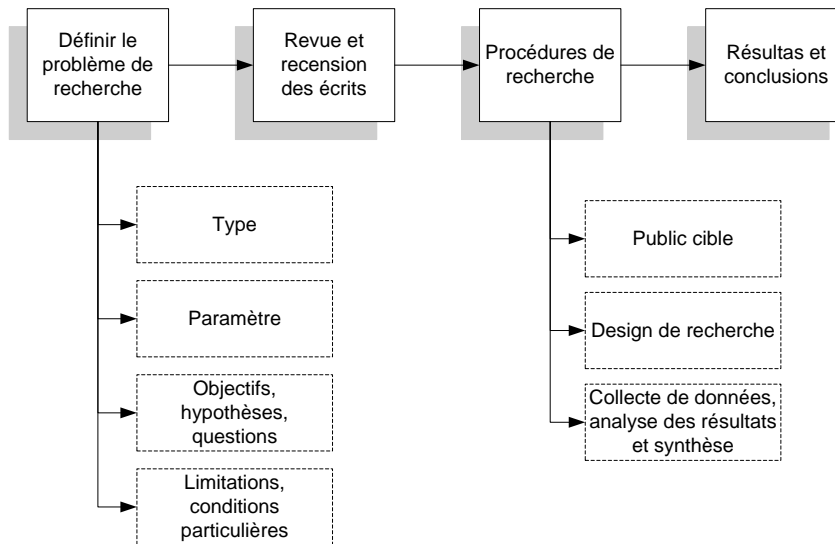 Définir le
problème de
recherche
Revue et
recension
des écrits
Procédures de
recherche
Résultas et
conclusions
Type
Paramètre
Objectifs,
hypothèses,
questions
Limitations,
conditions
particulières
Public cible
Design de recherche
Collecte de données,
analyse des résultats
et synthèse